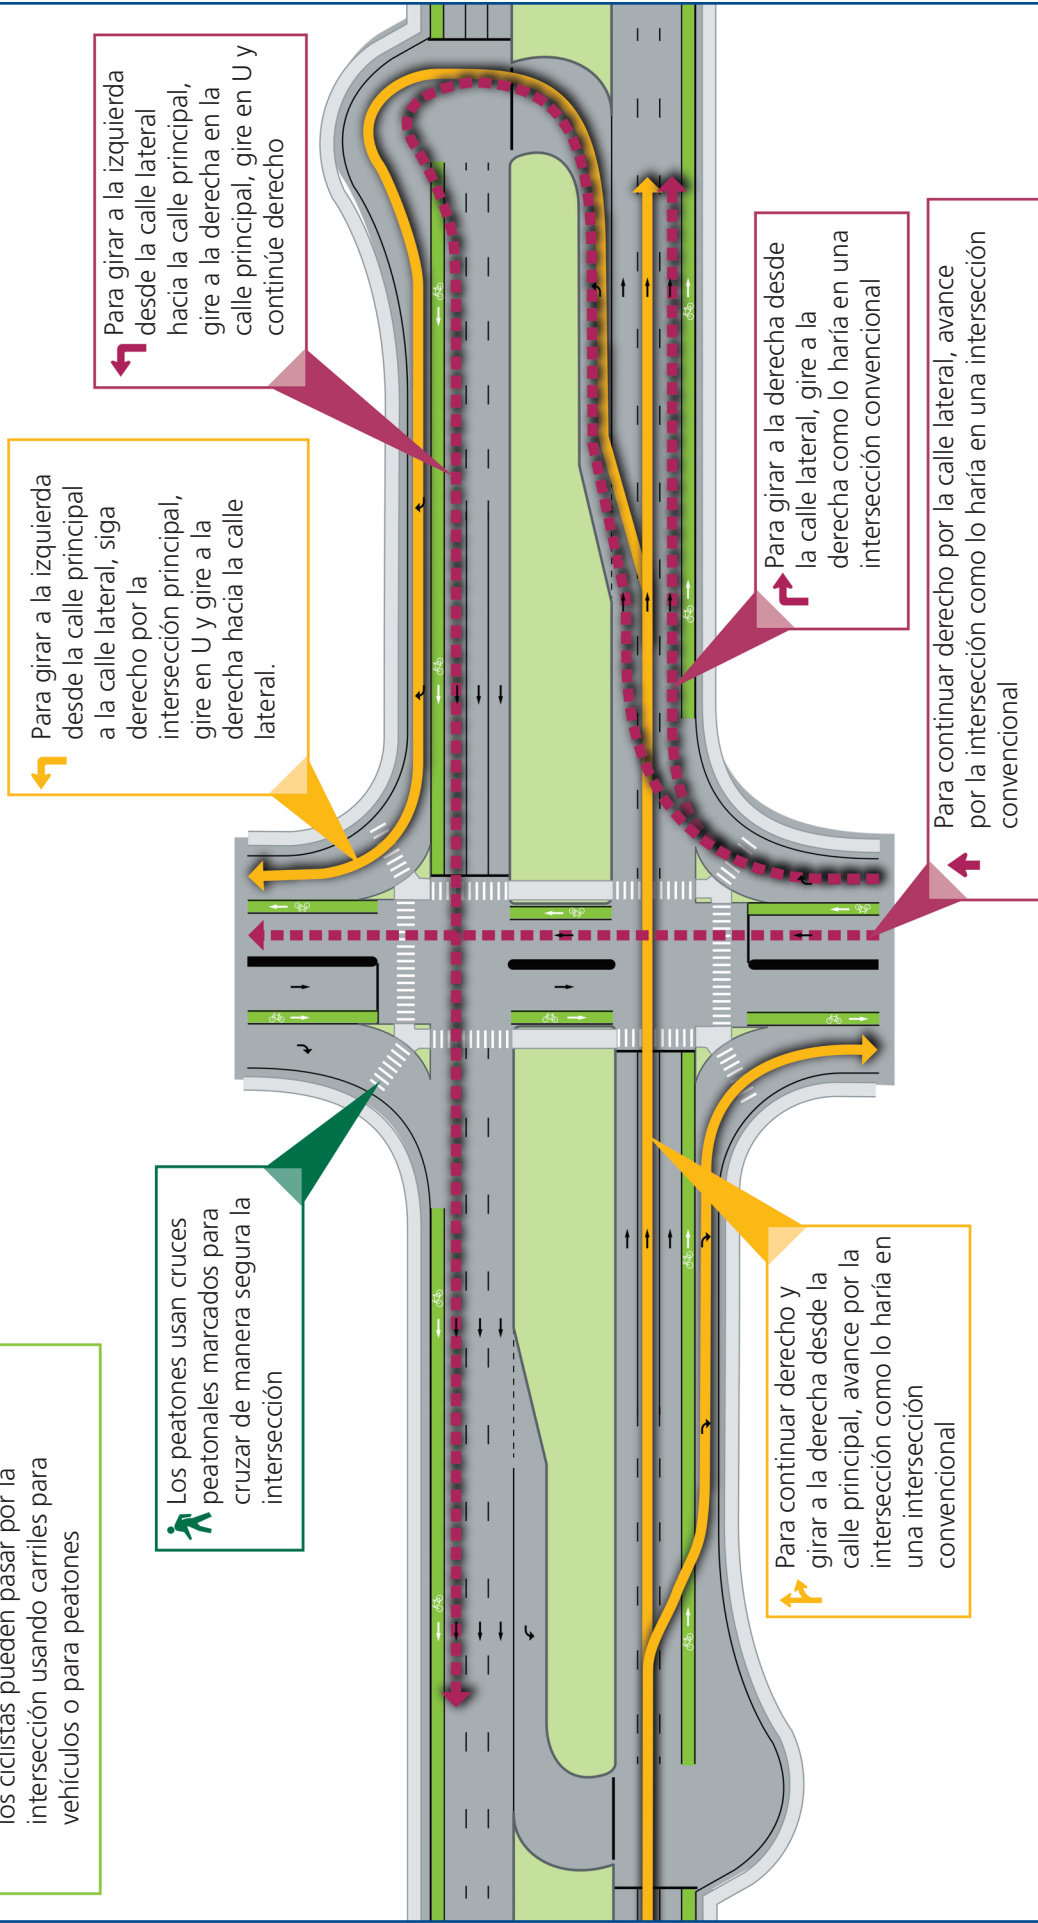 los ciclistas pueden pasar por la
intersección usando carriles para
vehículos o para peatones
Los peatones usan cruces
peatonales marcados para
cruzar de manera segura la
intersección
Para girar a la izquierda
desde la calle principal
a la calle lateral, siga
derecho por la
intersección principal,
gire en U y gire a la
derecha hacia la calle
lateral.
Para girar a la izquierda
desde la calle lateral
hacia la calle principal,
gire a la derecha en la
calle principal, gire en U y
continúe derecho
Para continuar derecho y
girar a la derecha desde la
calle principal, avance por la
intersección como lo haría en
una intersección
convencional
Para girar a la derecha desde
la calle lateral, gire a la
derecha como lo haría en una
intersección convencional
Para continuar derecho por la calle lateral, avance
por la intersección como lo haría en una intersección
convencional